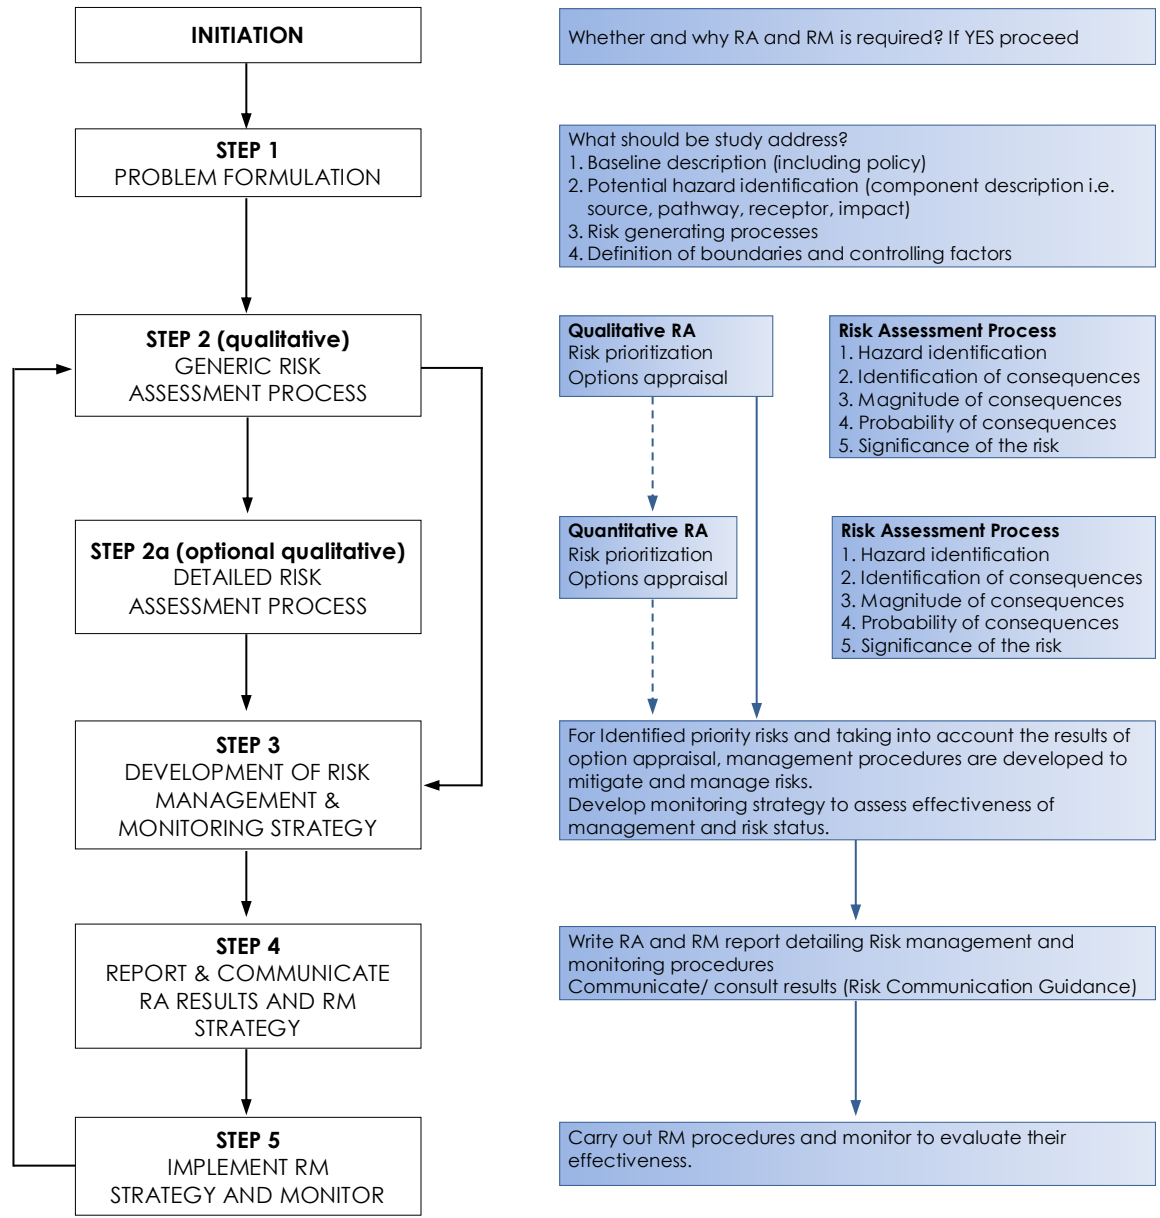 INITIATION
Whether and why RA and RM is required? If YES proceed
STEP 1
PROBLEM FORMULATION
What should be study address?
1. Baseline description (including policy)
2. Potential hazard identification (component description i.e.
source, pathway, receptor, impact)
3. Risk generating processes
4. Definition of boundaries and controlling factors
STEP 2 (qualitative)
GENERIC RISK
ASSESSMENT PROCESS
Qualitative RA
Risk prioritization
Options appraisal
Risk Assessment Process
1. Hazard identification
2. Identification of consequences
3. Magnitude of consequences
4. Probability of consequences
5. Significance of the risk
STEP 2a (optional qualitative)
DETAILED RISK
ASSESSMENT PROCESS
Quantitative RA
Risk prioritization
Options appraisal
Risk Assessment Process
1. Hazard identification
2. Identification of consequences
3. Magnitude of consequences
4. Probability of consequences
5. Significance of the risk
STEP 3
DEVELOPMENT OF RISK
MANAGEMENT &
MONITORING STRATEGY
For Identified priority risks and taking into account the results of
option appraisal, management procedures are developed to
mitigate and manage risks.
Develop monitoring strategy to assess effectiveness of
management and risk status.
STEP 4
REPORT & COMMUNICATE
RA RESULTS AND RM
STRATEGY
Write RA and RM report detailing Risk management and
monitoring procedures
Communicate/ consult results (Risk Communication Guidance)
STEP 5
IMPLEMENT RM
STRATEGY AND MONITOR
Carry out RM procedures and monitor to evaluate their
effectiveness.